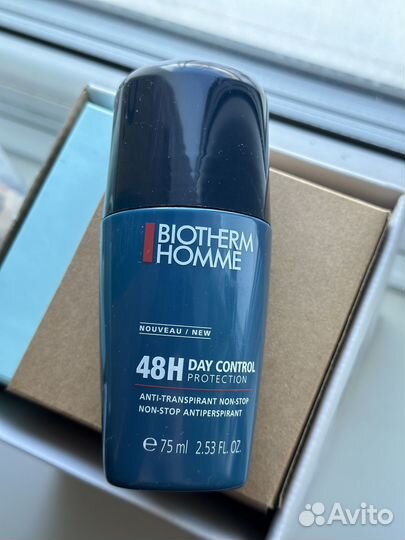 BIOTHERM
HOMME
NOUVEAU / NEW
48H DAY CONTROL
PROTECTION
ANTI-TRANSPIRANT NON-STOP
NON-STOP ANTIPERSPIRANT
℮ 75 ml 2.53 FL. OZ.
Avito